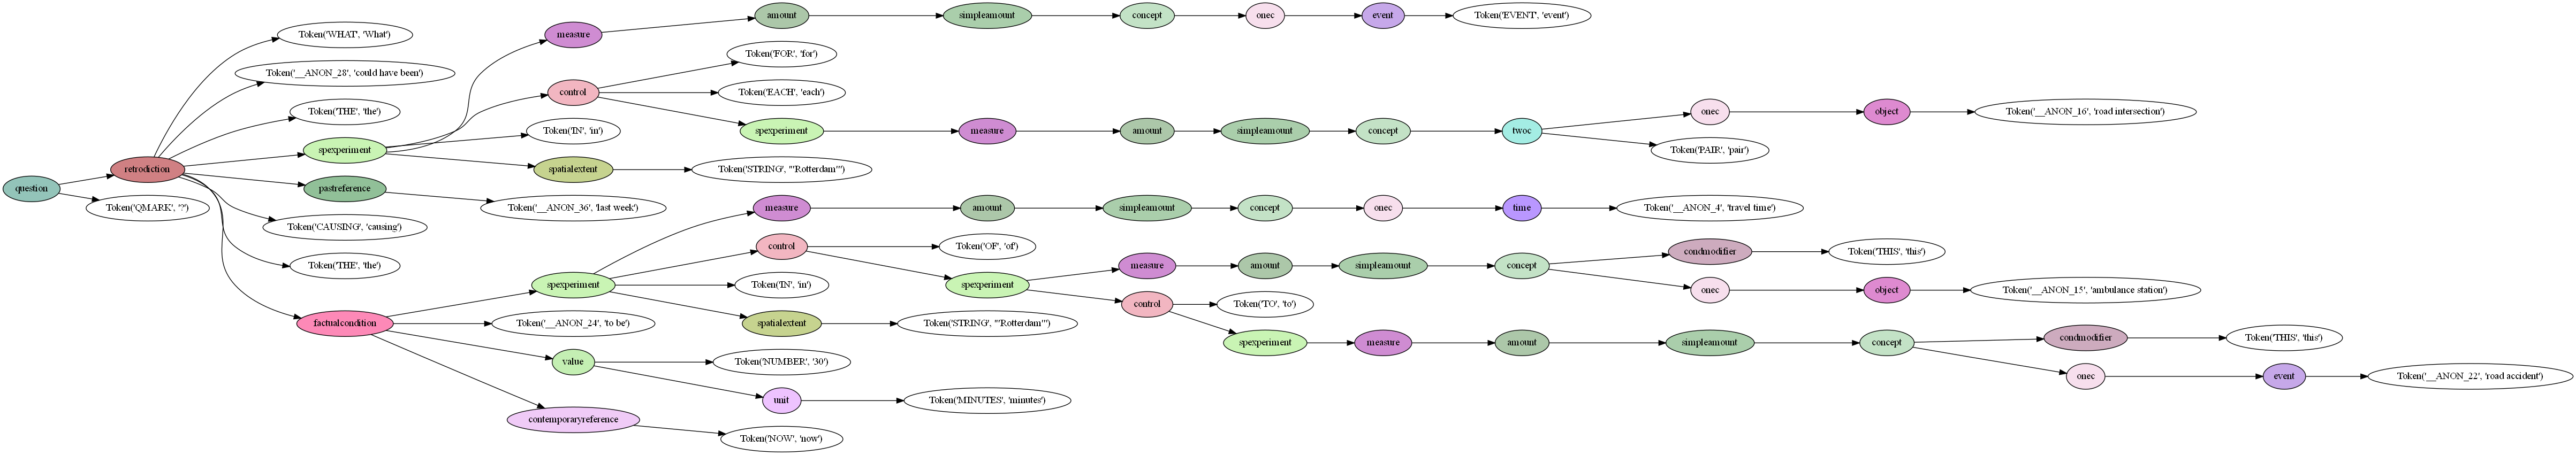 amount
simpleamount
concept
onec
event
Token('EVENT', 'event')
measure
Token('WHAT', 'What')
Token('FOR', 'for')
Token('__ANON_28', 'could have been')
control
Token('EACH', 'each')
Token('THE', 'the')
onec
object
Token('__ANON_16', 'road intersection')
Token('IN', 'in')
spexperiment
measure
amount
simpleamount
concept
twoc
spexperiment
Token('PAIR', 'pair')
retrodiction
spatialextent
Token('STRING', "'Rotterdam'")
question
pastreference
Token('QMARK', '?')
Token('__ANON_36', 'last week')
measure
amount
simpleamount
concept
onec
time
Token('__ANON_4', 'travel time')
Token('CAUSING', 'causing')
control
Token('OF', 'of')
condmodifier
Token('THIS', 'this')
Token('THE', 'the')
measure
amount
simpleamount
concept
spexperiment
Token('IN', 'in')
spexperiment
onec
object
Token('__ANON_15', 'ambulance station')
control
Token('TO', 'to')
factualcondition
Token('__ANON_24', 'to be')
spatialextent
Token('STRING', "'Rotterdam'")
condmodifier
Token('THIS', 'this')
spexperiment
measure
amount
simpleamount
concept
value
Token('NUMBER', '30')
onec
event
Token('__ANON_22', 'road accident')
unit
Token('MINUTES', 'minutes')
contemporaryreference
Token('NOW', 'now')